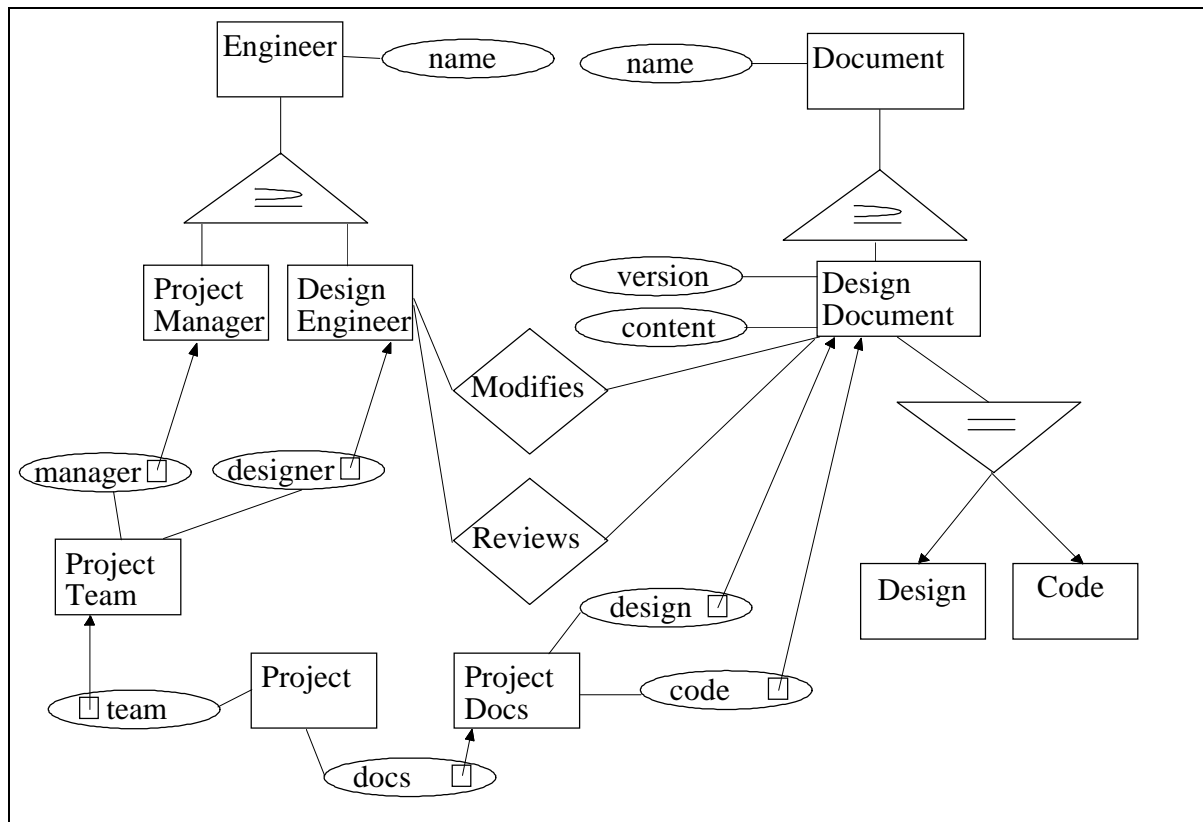 Engineer
name
name
Document
Project
Manager
Design
Engineer
version
content
Design
Document
Modifies
manager
designer
Reviews
Project
Team
design
Design
Code
team
Project
Project
Docs
code
docs